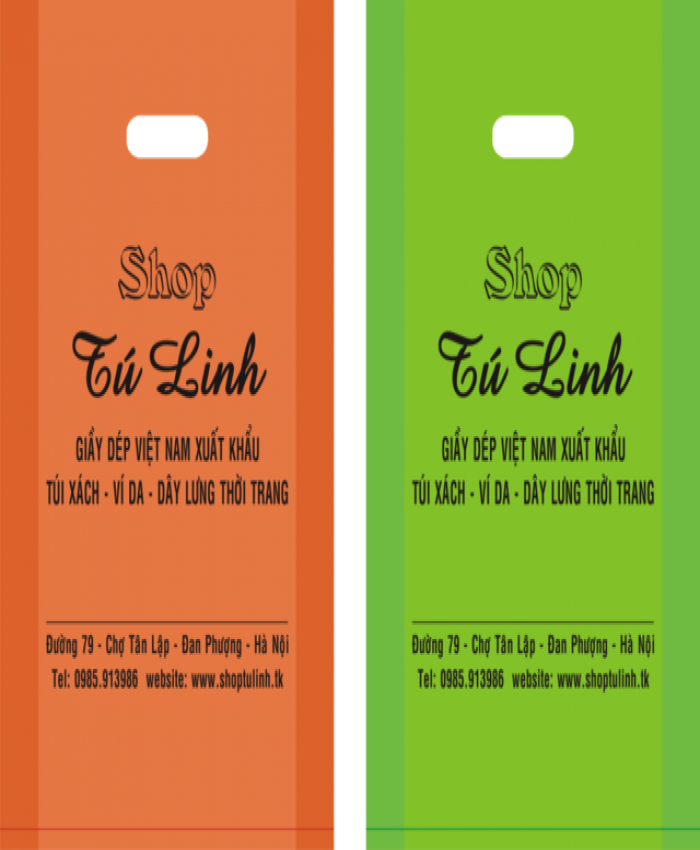 Shop
Tú Linh
GIẦY DÉP VIỆT NAM XUẤT KHẨU
TÚI XÁCH - VÍ DA - DÂY LƯNG THỜI TRANG
Đường 79 - Chợ Tân Lập - Đan Phượng - Hà Nội
Tel: 0985.913986 website: www.shoptulinh.tk
Shop
Tú Linh
GIẦY DÉP VIỆT NAM XUẤT KHẨU
TÚI XÁCH - VÍ DA - DÂY LƯNG THỜI TRANG
Đường 79 - Chợ Tân Lập - Đan Phượng - Hà Nội
Tel: 0985.913986 website: www.shoptulinh.tk